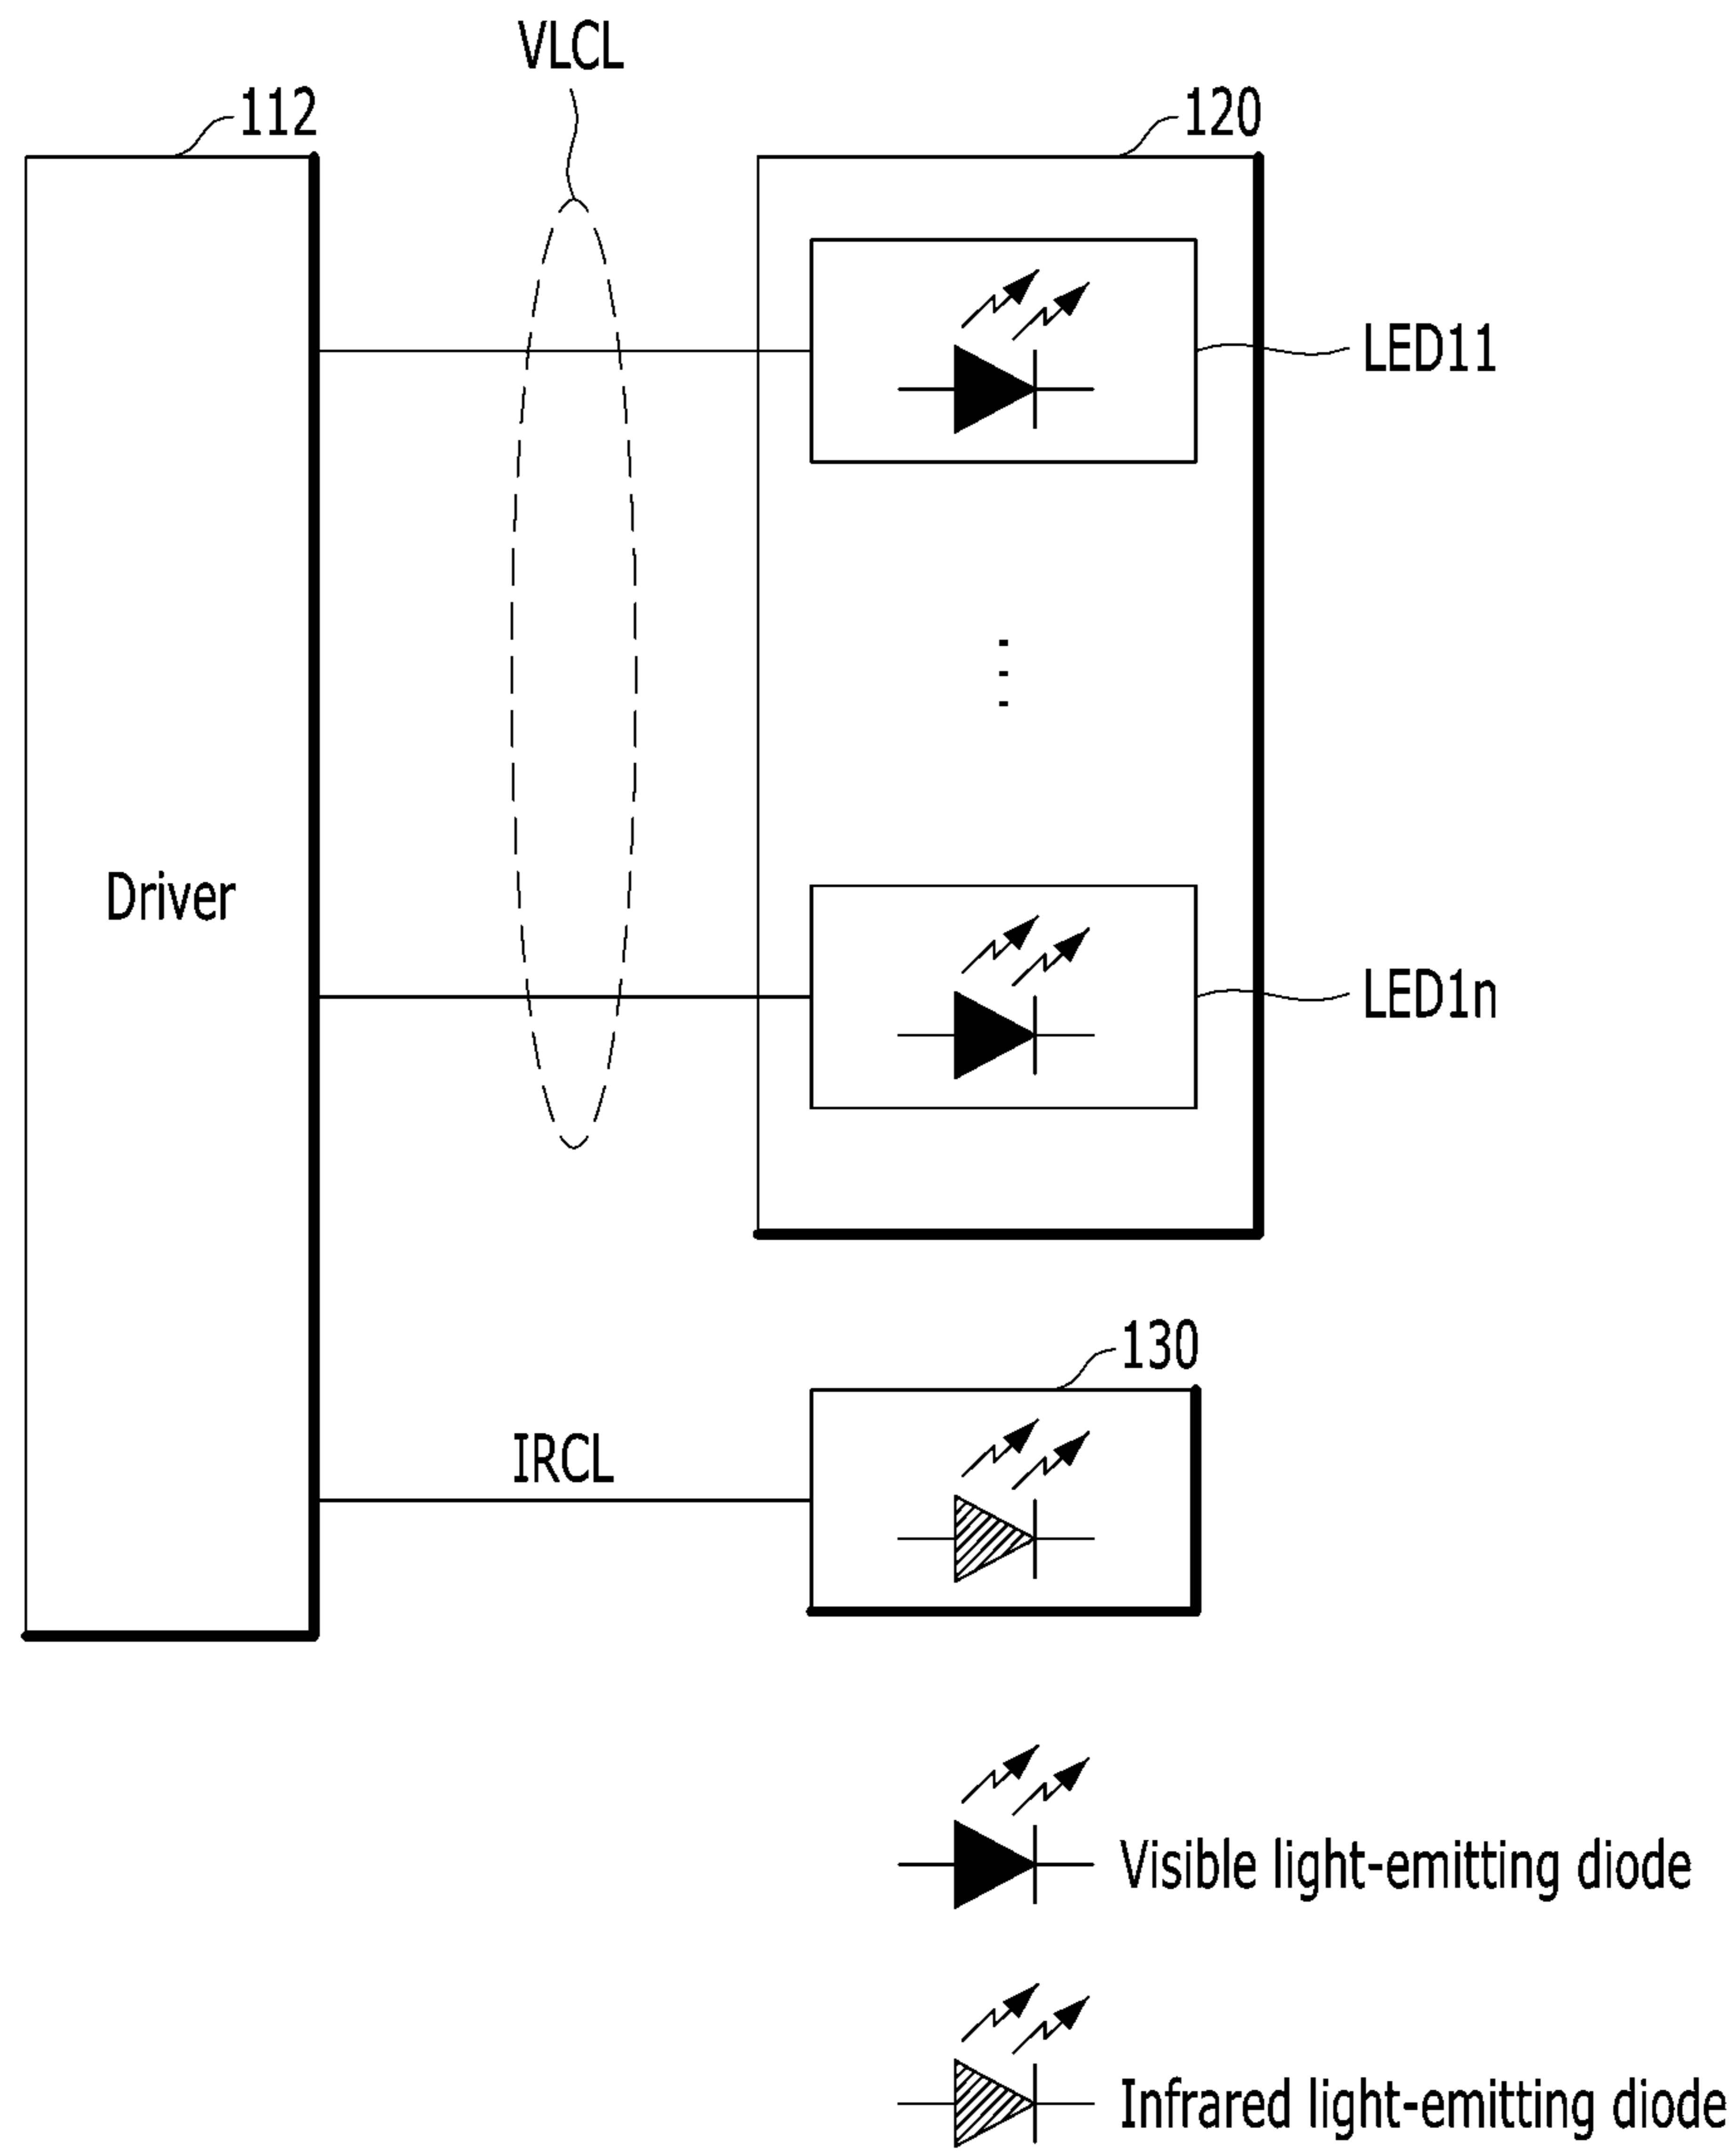 VLCL
112
120
LED11
Driver
LED1n
130
IRCL
Visible light-emitting diode
Infrared light-emitting diode